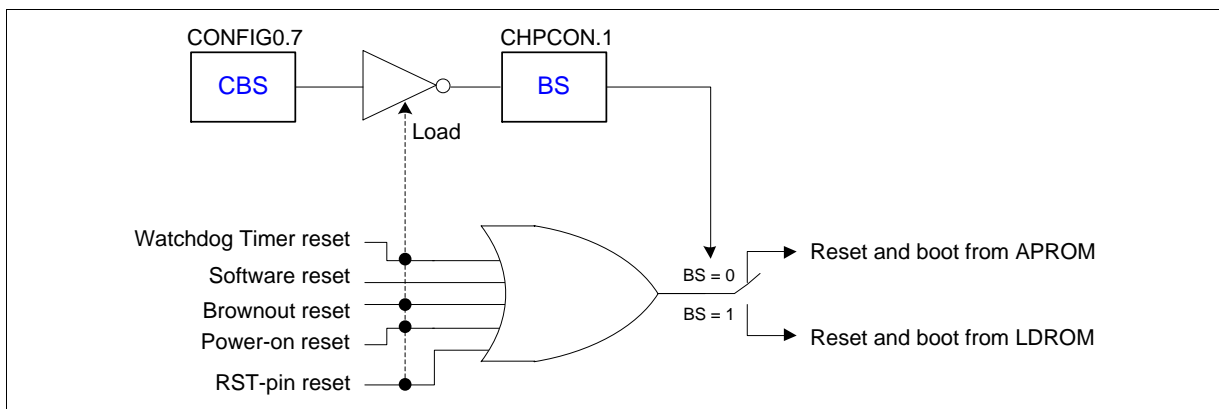 CONFIG0.7
CHPCON.1
CBS
BS
Load
Watchdog Timer reset
Software reset
Brownout reset
Power-on reset
RST-pin reset
BS = 0
BS = 1
Reset and boot from APROM
Reset and boot from LDROM